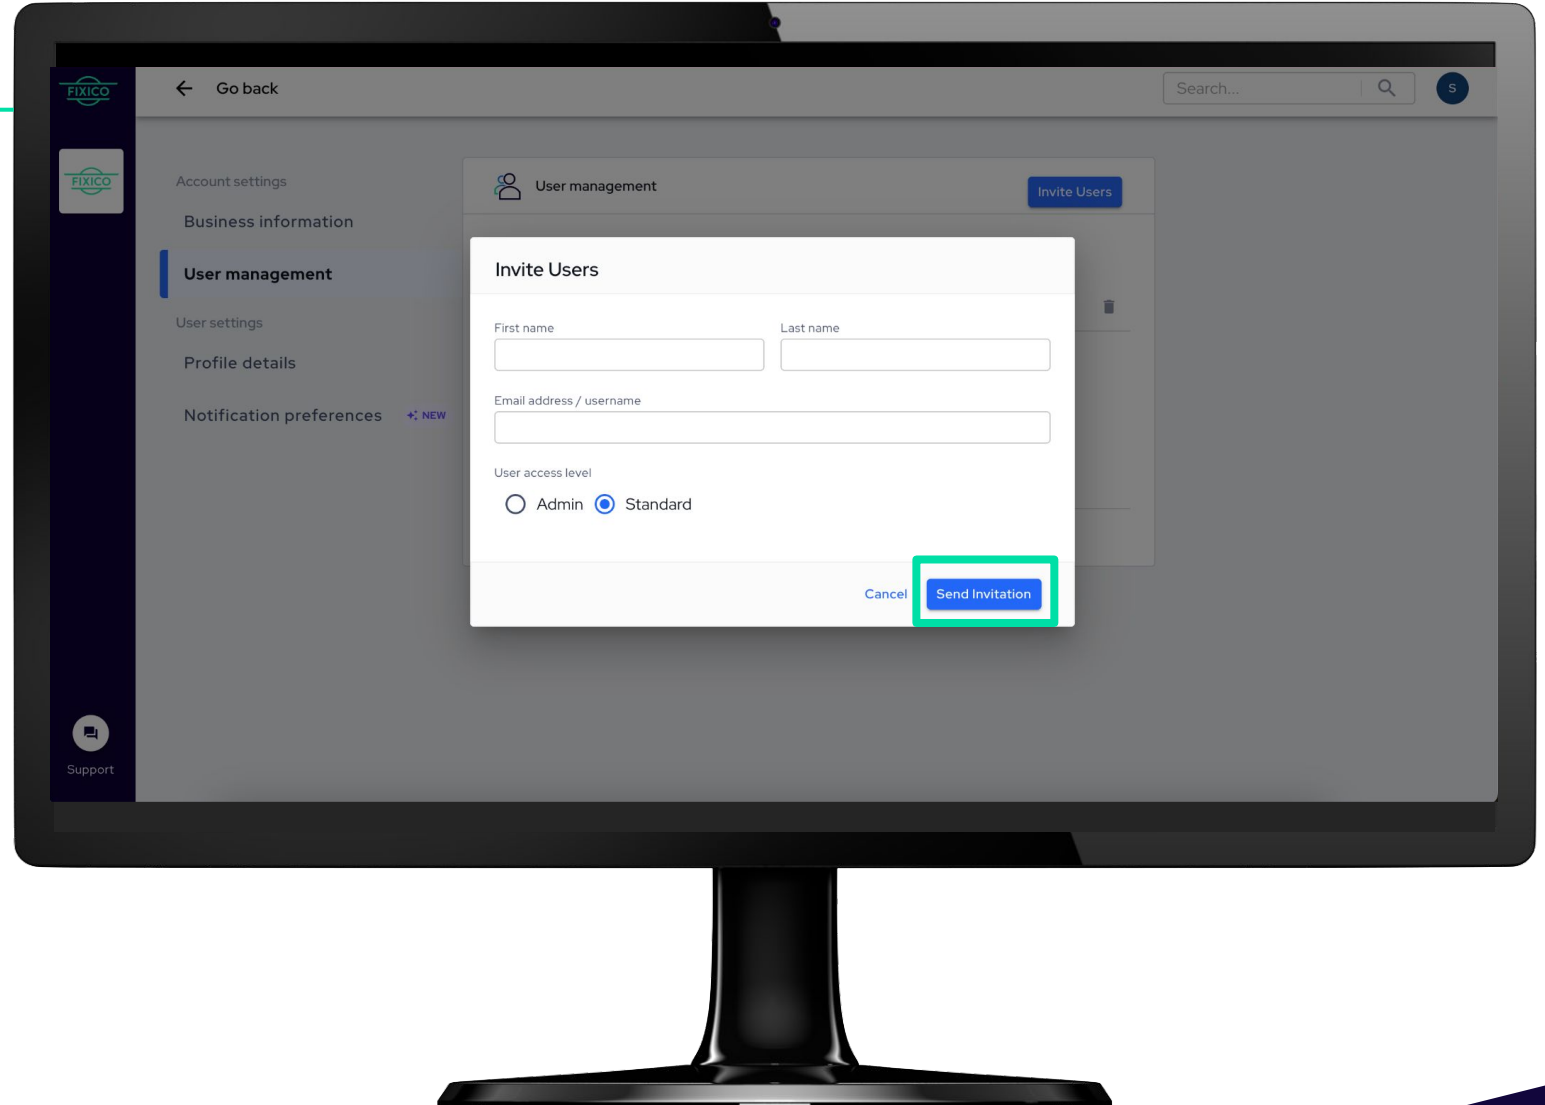 FIXICO
Go back
Search...
S
FIXICO
Account settings
Business information
User management
User settings
Profile details
Notification preferences NEW
Support
User management
Invite Users
Invite Users
First name
Last name
Email address / username
User access level
Admin Standard
Cancel
Send Invitation